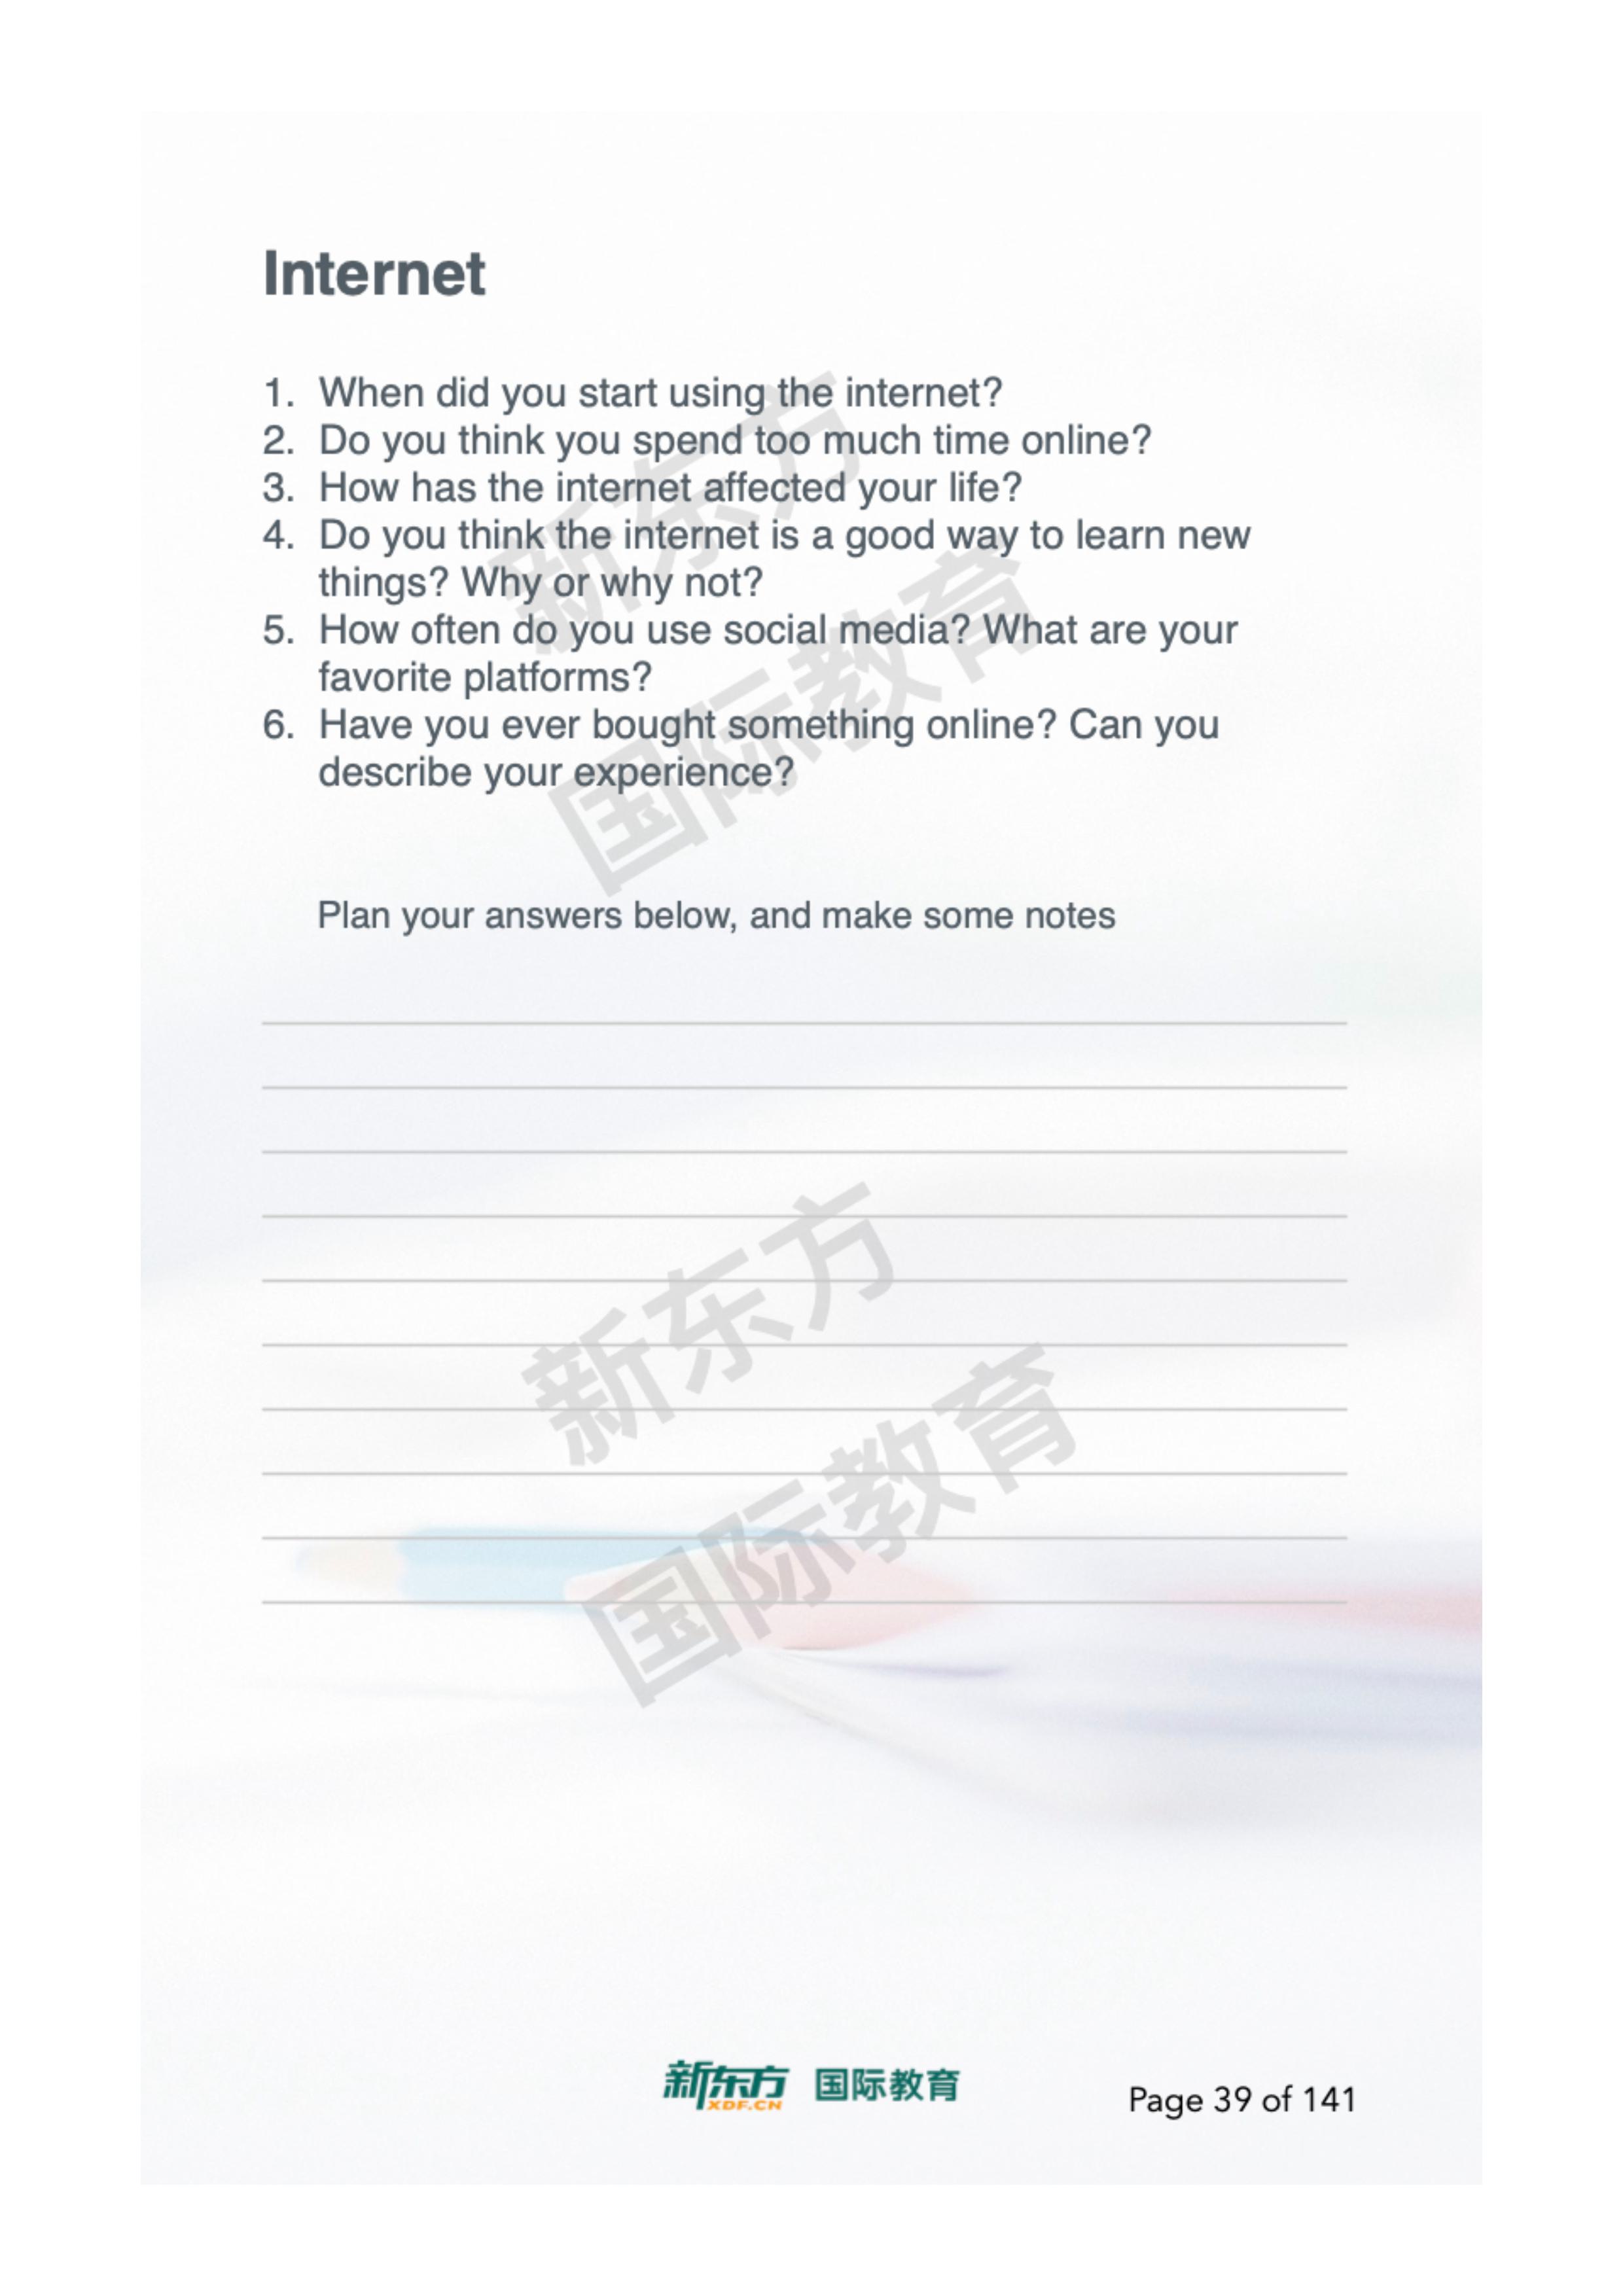 Internet
1. When did you start using the internet?
2. Do you think you spend too much time online?
3. How has the internet affected your life?
4. Do you think the internet is a good way to learn new
things? Why or why not?
5. How often do you use social media? What are your
favorite platforms?
6. Have you ever bought something online? Can you
describe your experience?
新东方
国际教育
Plan your answers below, and make some notes
新东方
国际教育
新东方 国际教育
XDF.CN
Page 39 of 141